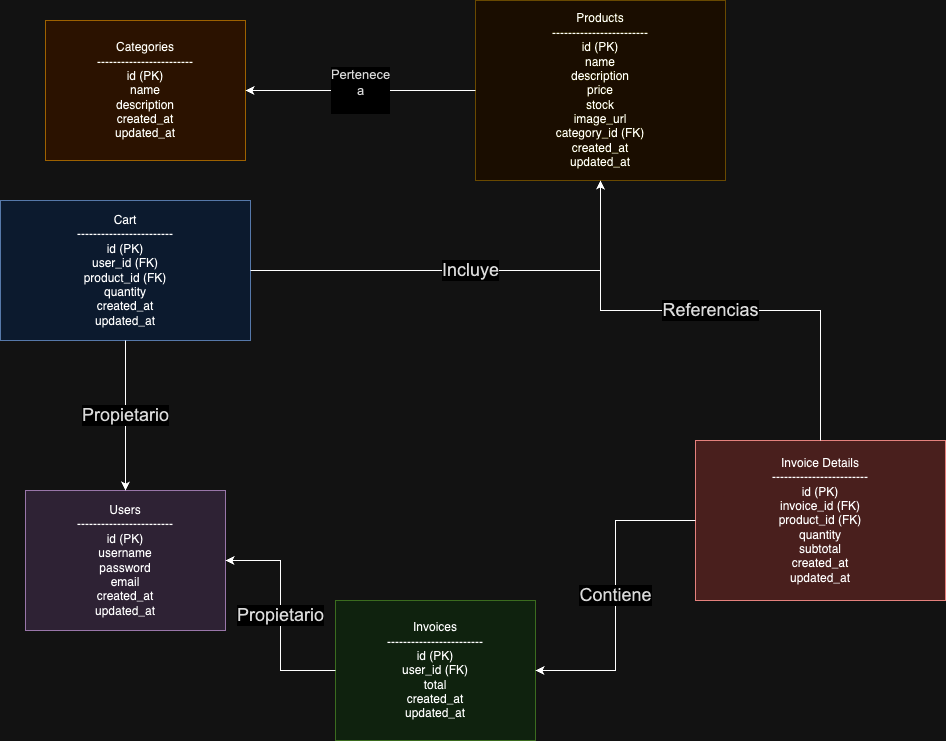 Categories
------------------------
id (PK)
name
description
created_at
updated_at
Pertenece
a
Products
------------------------
id (PK)
name
description
price
stock
image_url
category_id (FK)
created_at
updated_at
Cart
------------------------
id (PK)
user_id (FK)
product_id (FK)
quantity
created_at
updated_at
Incluye
Referencias
Propietario
Users
------------------------
id (PK)
username
password
email
created_at
updated_at
Propietario
Invoices
------------------------
id (PK)
user_id (FK)
total
created_at
updated_at
Contiene
Invoice Details
------------------------
id (PK)
invoice_id (FK)
product_id (FK)
quantity
subtotal
created_at
updated_at